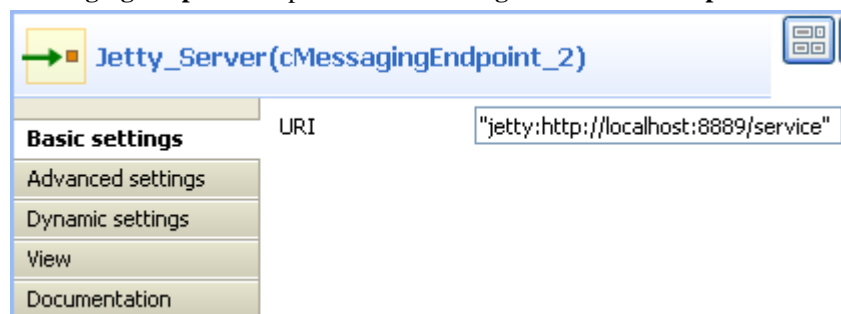 Jetty_Server(cMessagingEndpoint_2)
Basic settings
URI
"jetty:http://localhost:8889/service"
Advanced settings
Dynamic settings
View
Documentation